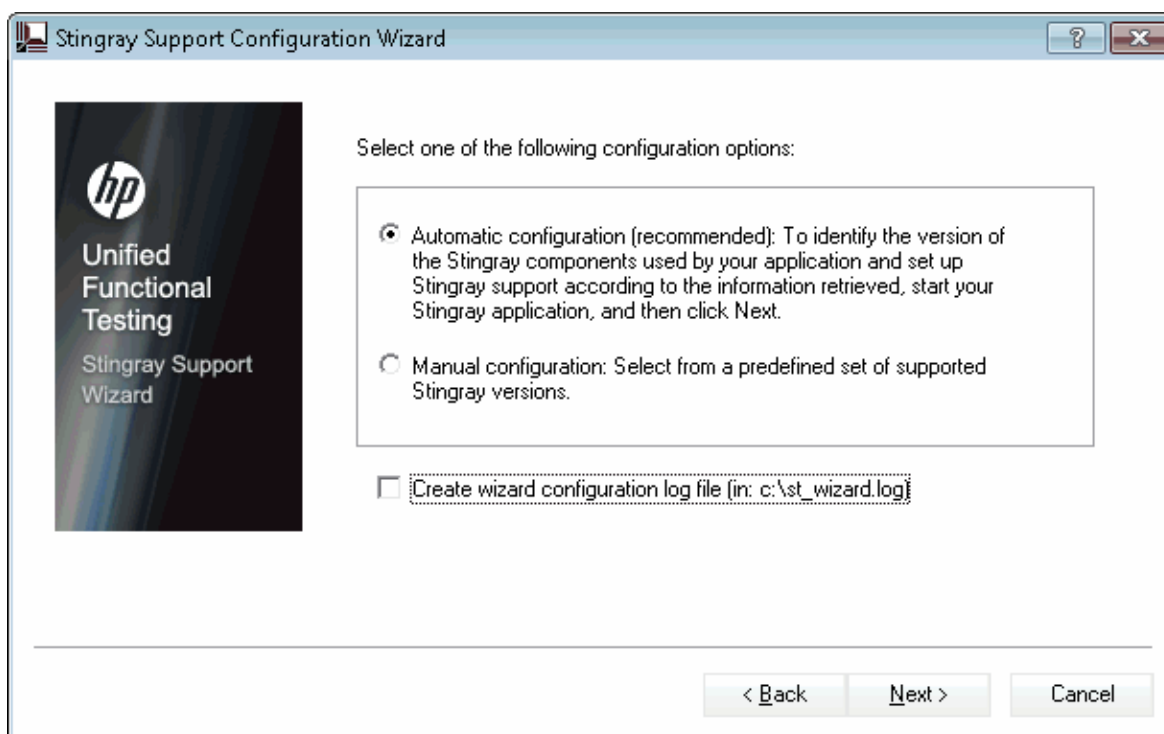 Stingray Support Configuration Wizard
?
hp
Unified
Functional
Testing
Stingray Support
Wizard
Select one of the following configuration options:
Automatic configuration (recommended): To identify the version of
the Stingray components used by your application and set up
Stingray support according to the information retrieved, start your
Stingray application, and then click Next.
Manual configuration: Select from a predefined set of supported
Stingray versions.
Create wizard configuration log file (in: c:\st_wizard.log)
< Back
Next >
Cancel